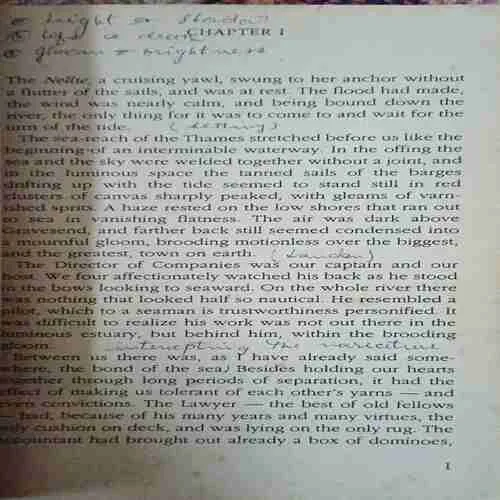 bright or shadow
CHAPTER I
gloom + brightness
The Nellie, a cruising yawl, swung to her anchor without
a flutter of the sails, and was at rest. The flood had made,
the wind was nearly calm, and being bound down the
river, the only thing for it was to come to and wait for the
turn of the tide. (setting)
The sea-reach of the Thames stretched before us like the
beginning of an interminable waterway. In the offing the
sea and the sky were welded together without a joint, and
in the luminous space the tanned sails of the barges
drifting up with the tide seemed to stand still in red
clusters of canvas sharply peaked, with gleams of varn-
ished sprits. A haze rested on the low shores that ran out
to sea in vanishing flatness. The air was dark above
Gravesend, and farther back still seemed condensed into
a mournful gloom, brooding motionless over the biggest,
and the greatest, town on earth. (London)
The Director of Companies was our captain and our
host. We four affectionately watched his back as he stood
in the bows looking to seaward. On the whole river there
was nothing that looked half so nautical. He resembled a
pilot, which to a seaman is trustworthiness personified. It
was difficult to realize his work was not out there in the
luminous estuary, but behind him, within the brooding
gloom. interrupting the narrative
Between us there was, as I have already said some-
where, the bond of the sea) Besides holding our hearts
together through long periods of separation, it had the
effect of making us tolerant of each other's yarns — and
even convictions. The Lawyer — the best of old fellows
— had, because of his many years and many virtues, the
only cushion on deck, and was lying on the only rug. The
accountant had brought out already a box of dominoes,
I